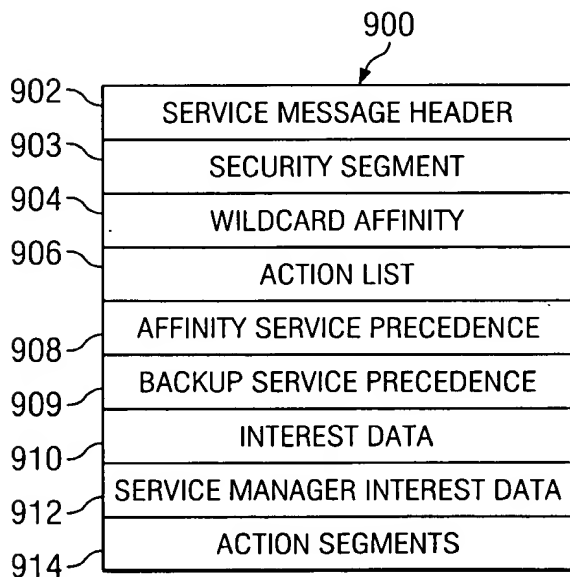 900
902 SERVICE MESSAGE HEADER
903 SECURITY SEGMENT
904 WILDCARD AFFINITY
906 ACTION LIST
908 AFFINITY SERVICE PRECEDENCE
909 BACKUP SERVICE PRECEDENCE
910 INTEREST DATA
912 SERVICE MANAGER INTEREST DATA
914 ACTION SEGMENTS